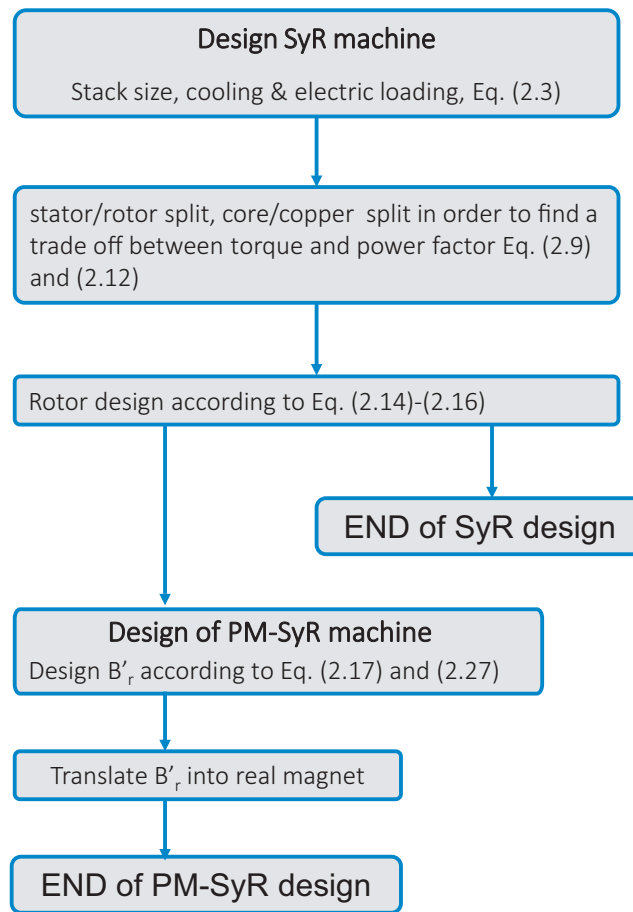 Design SyR machine
Stack size, cooling & electric loading, Eq. (2.3)
stator/rotor split, core/copper split in order to find a
trade off between torque and power factor Eq. (2.9)
and (2.12)
Rotor design according to Eq. (2.14)-(2.16)
END of SyR design
Design of PM-SyR machine
Design B'r according to Eq. (2.17) and (2.27)
Translate B'r into real magnet
END of PM-SyR design